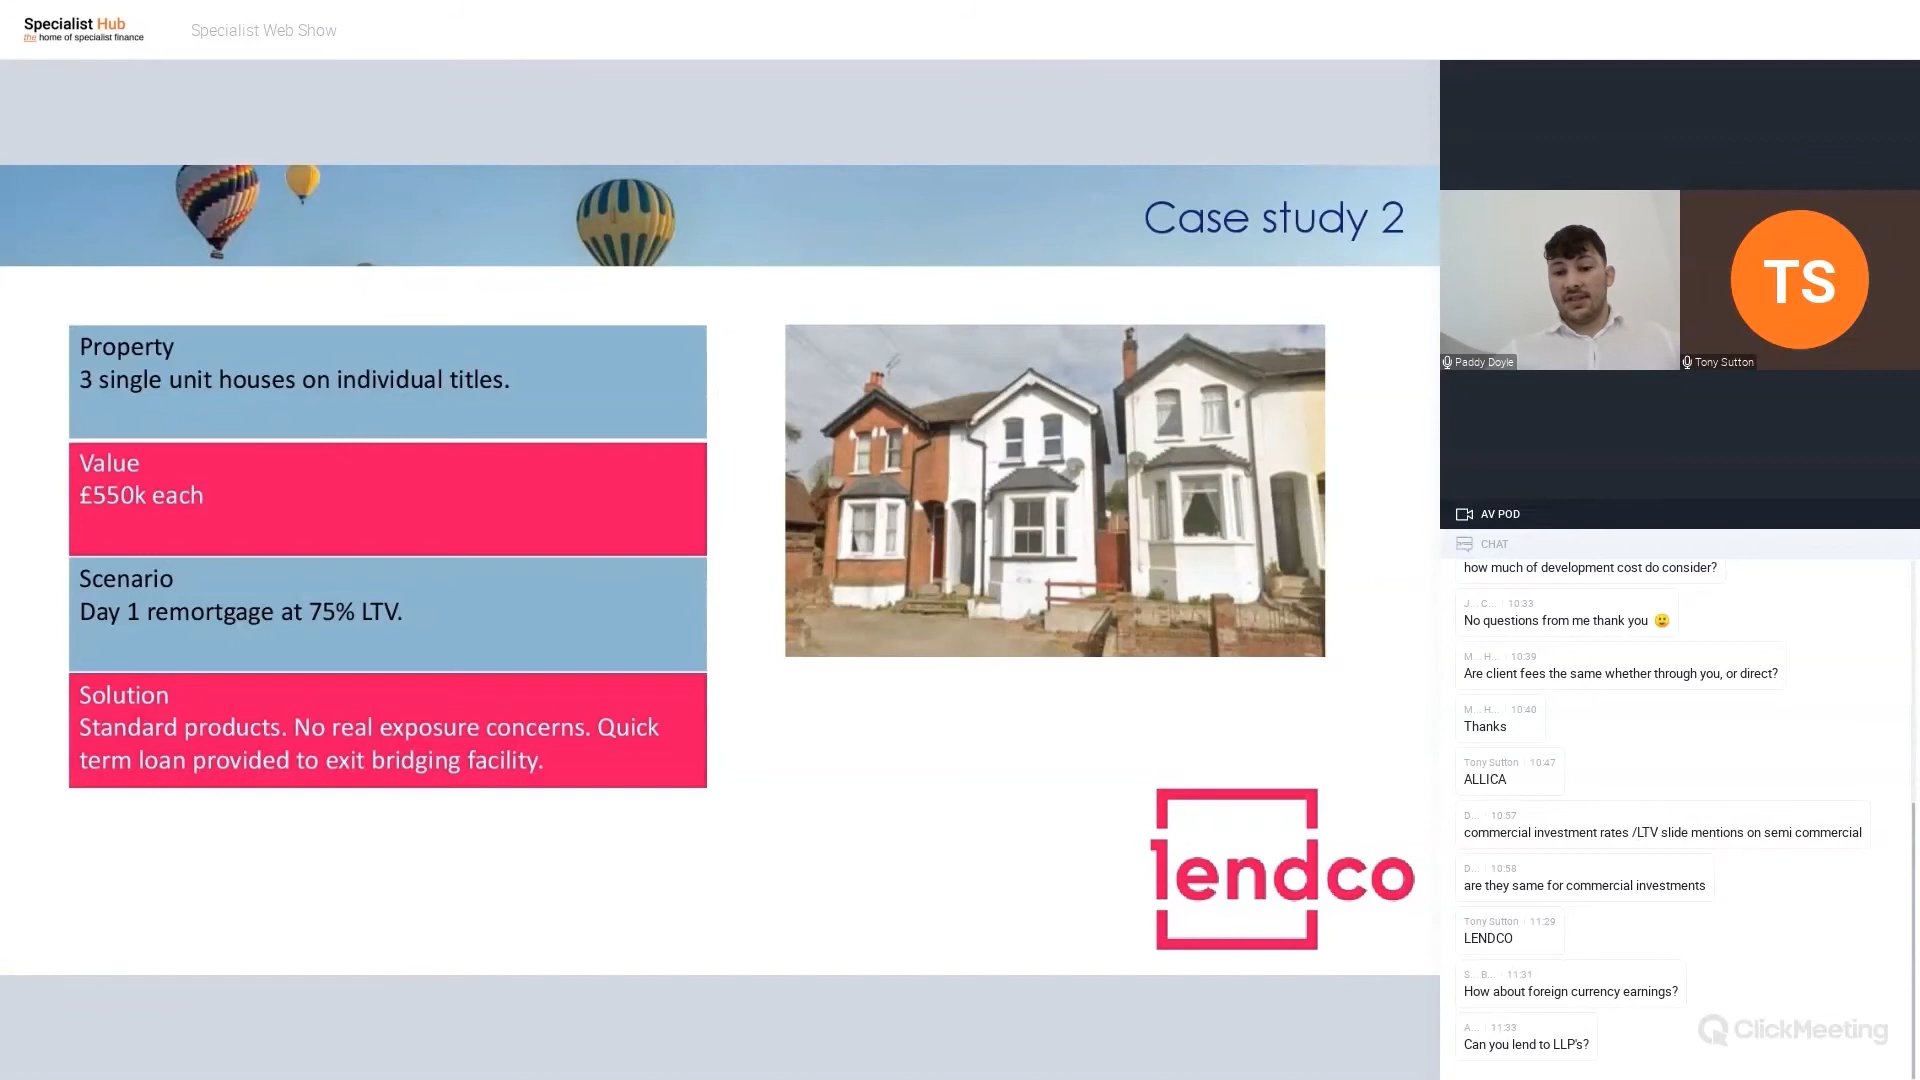 Specialist Hub
the home of specialist finance
Specialist Web Show
Case study 2
Property
3 single unit houses on individual titles.
Value
£550k each
Scenario
Day 1 remortgage at 75% LTV.
Solution
Standard products. No real exposure concerns. Quick
term loan provided to exit bridging facility.
lendco
TS
Paddy Doyle
Tony Sutton
AV POD
CHAT
how much of development cost do consider?
J... C... 10:33
No questions from me thank you 🙂
M... H... 10:39
Are client fees the same whether through you, or direct?
M... H... 10:40
Thanks
Tony Sutton 10:47
ALLICA
D... 10:57
commercial investment rates /LTV slide mentions on semi commercial
D... 10:58
are they same for commercial investments
Tony Sutton 11:29
LENDCO
S... B... 11:31
How about foreign currency earnings?
A... 11:33
Can you lend to LLP's?
ClickMeeting